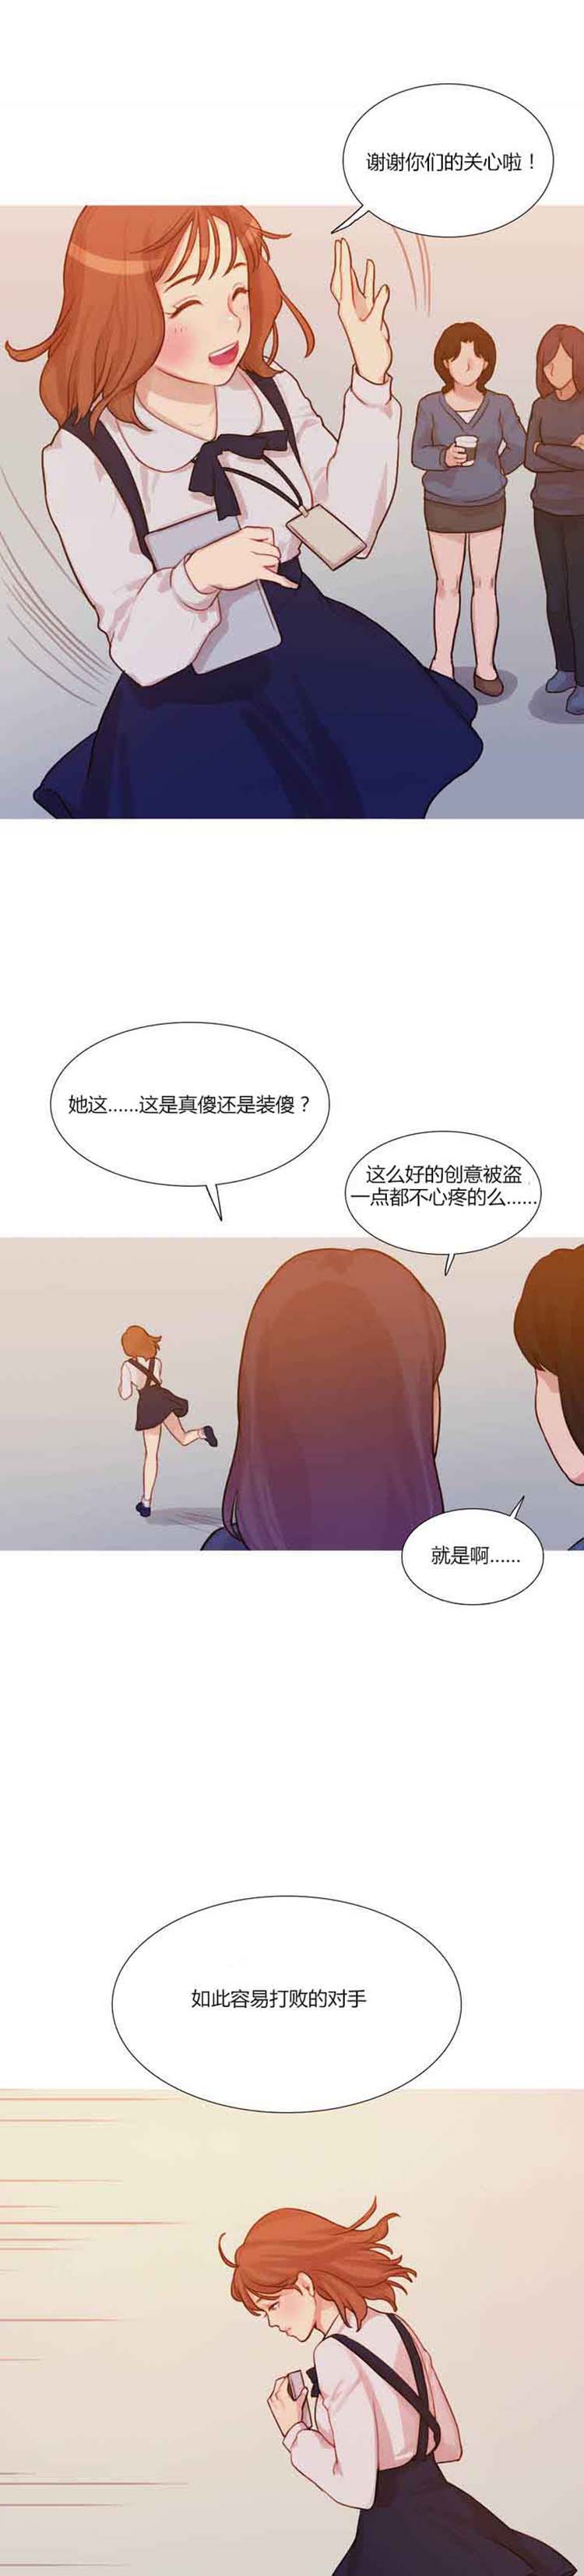 谢谢你们的关心啦！
她这……这是真傻还是装傻？
这么好的创意被盗
一点都不心疼的么……
就是啊……
如此容易打败的对手